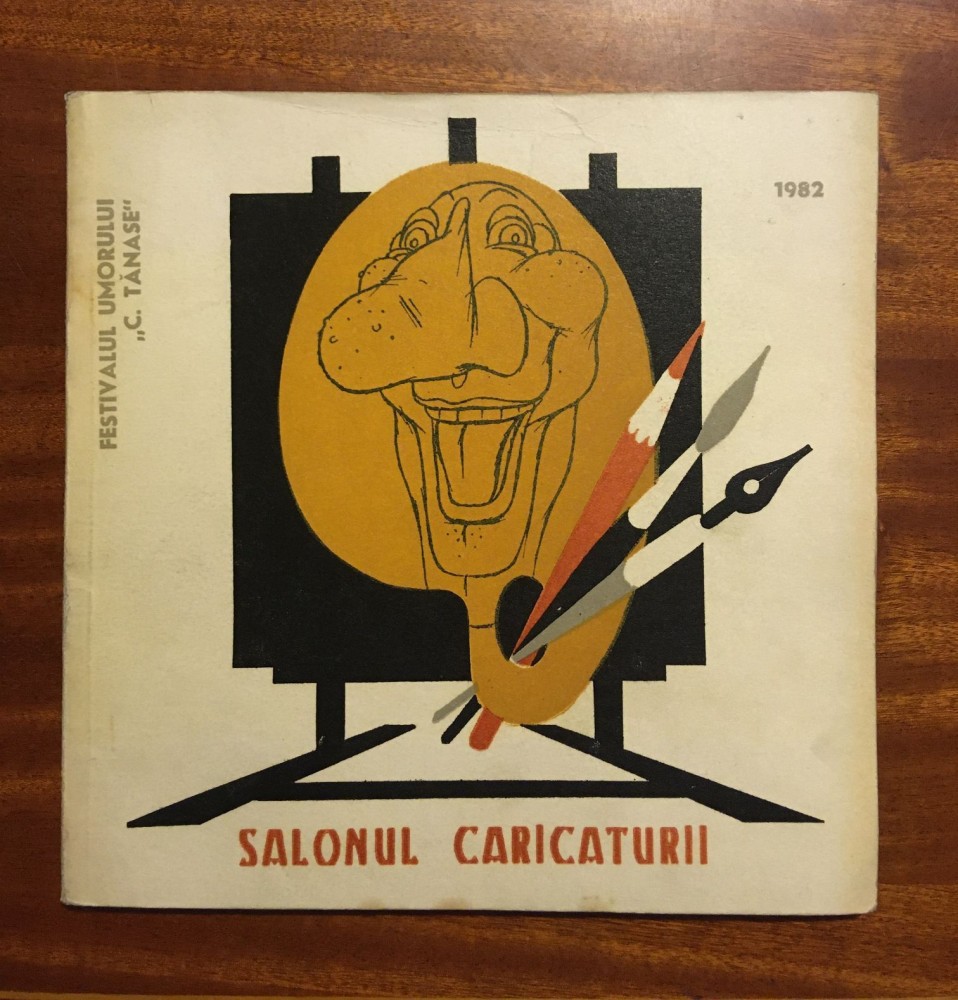 FESTIVALUL UMORULUI
„C. TĂNASE“
1982
SALONUL CARICATURII